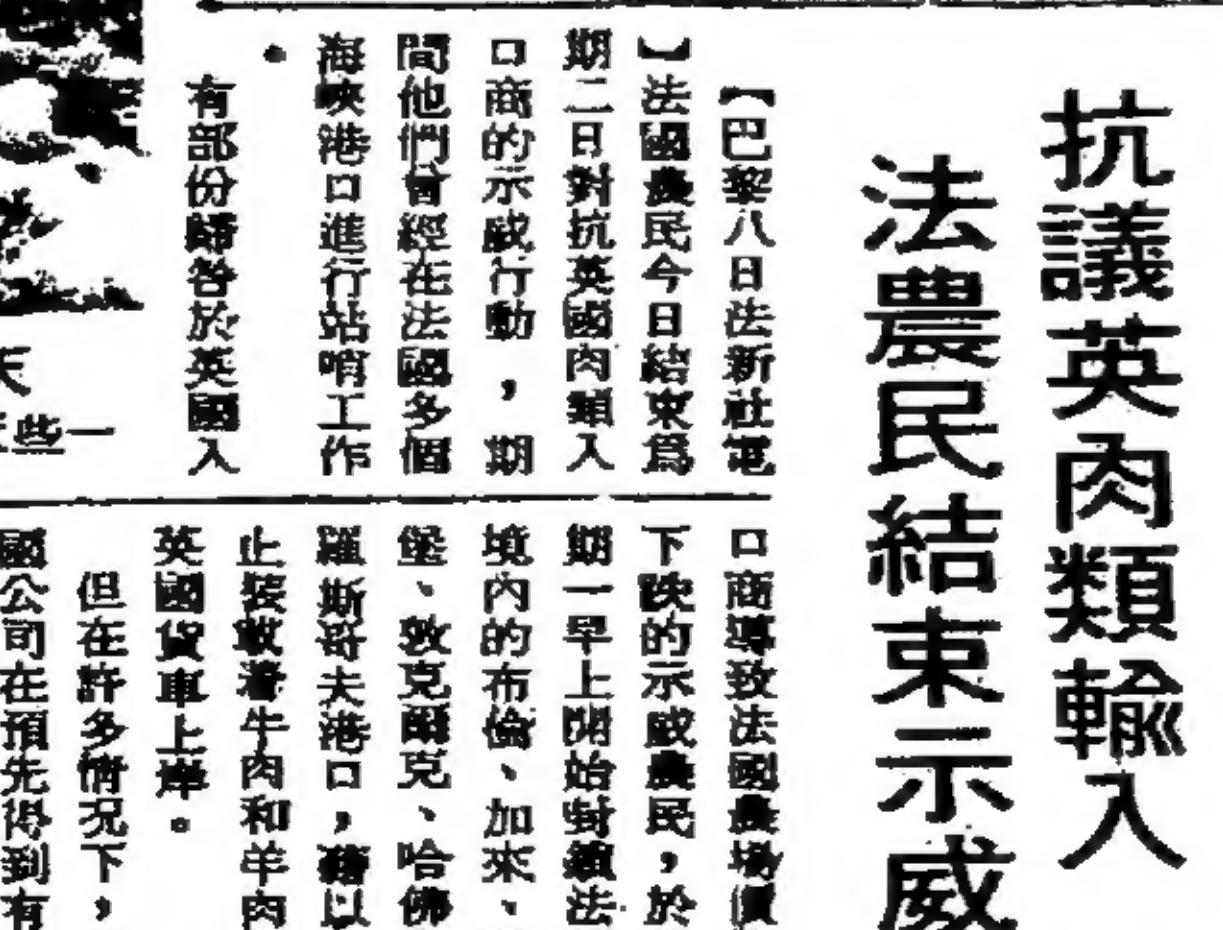 抗議英肉類輸入
法農民結束示威
【巴黎八日法新社電
】法國農民今日結束為
期二日對抗英國肉類入
口商的示威行動，期
間他們曾經在法國多個
海峽港口進行站哨工作
。
有部份歸咎於英國入
口商導致法國農場價
下跌的示威農民，於
期一早上開始封鎖法
境內的布倫、加來、
堡、敦克爾克、哈佛
羅斯哥夫港口，藉以
止裝載着牛肉和羊肉
英國貨車上岸。
但在許多情況下，
國公司在預先得到有
天
些一